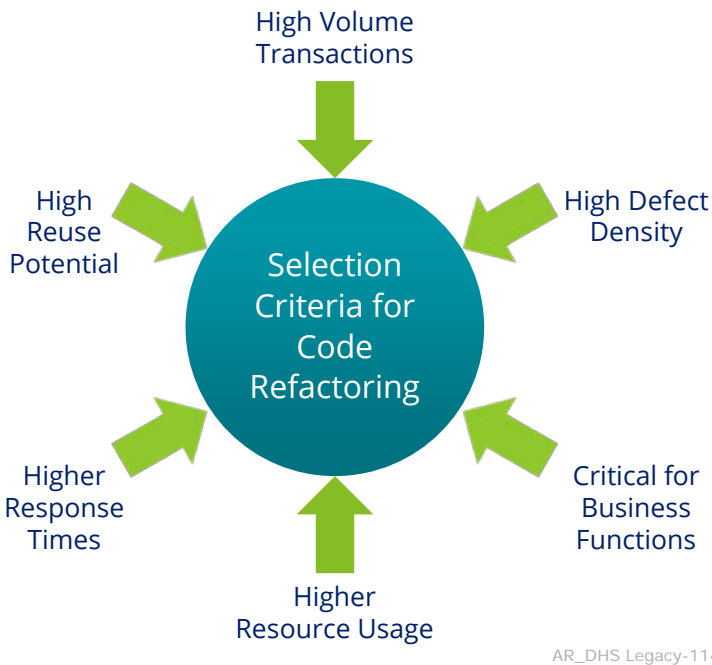 High Volume
Transactions
High Defect
Density
High
Reuse
Potential
Selection
Criteria for
Code
Refactoring
Higher
Response
Times
Critical for
Business
Functions
Higher
Resource Usage
AR_DHS Legacy-114